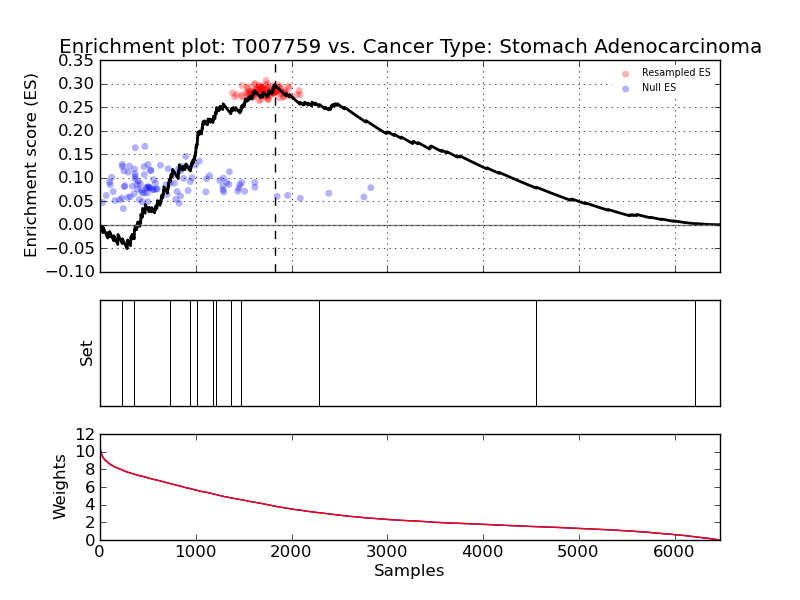 Enrichment plot: T007759 vs. Cancer Type: Stomach Adenocarcinoma
Enrichment score (ES)
0.35
0.30
0.25
0.20
0.15
0.10
0.05
0.00
−0.05
−0.10
Resampled ES
Null ES
Set
Weights
12
10
8
6
4
2
0
0 1000 2000 3000 4000 5000 6000
Samples